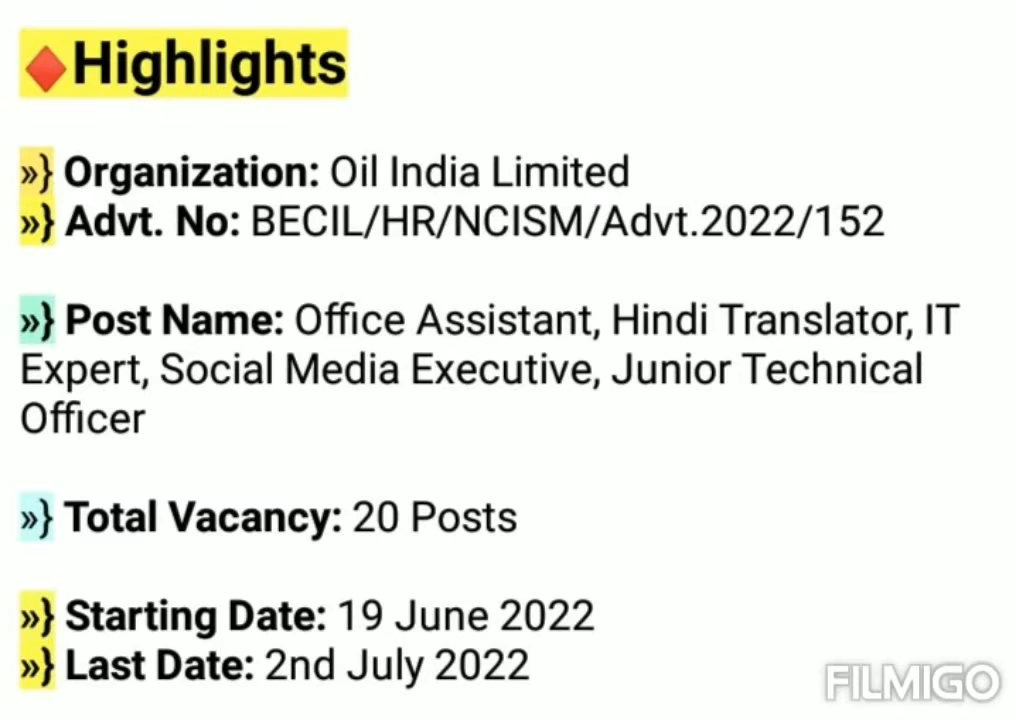 ♦Highlights
»} Organization: Oil India Limited
»} Advt. No: BECIL/HR/NCISM/Advt.2022/152
»} Post Name: Office Assistant, Hindi Translator, IT
Expert, Social Media Executive, Junior Technical
Officer
»} Total Vacancy: 20 Posts
»} Starting Date: 19 June 2022
»} Last Date: 2nd July 2022
FILMIGO